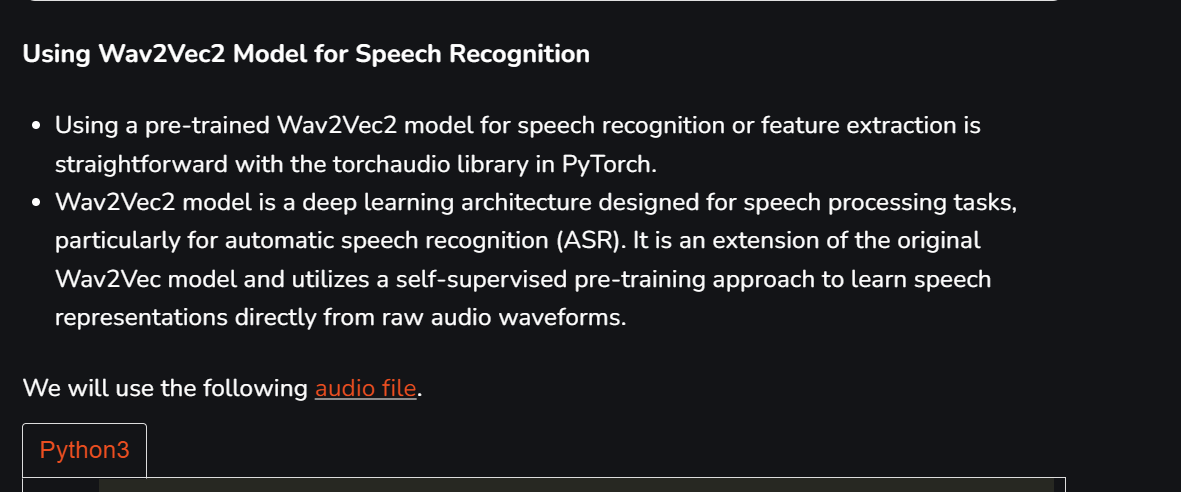 Using Wav2Vec2 Model for Speech Recognition
• Using a pre-trained Wav2Vec2 model for speech recognition or feature extraction is
straightforward with the torchaudio library in PyTorch.
• Wav2Vec2 model is a deep learning architecture designed for speech processing tasks,
particularly for automatic speech recognition (ASR). It is an extension of the original
Wav2Vec model and utilizes a self-supervised pre-training approach to learn speech
representations directly from raw audio waveforms.
We will use the following audio file.
Python3